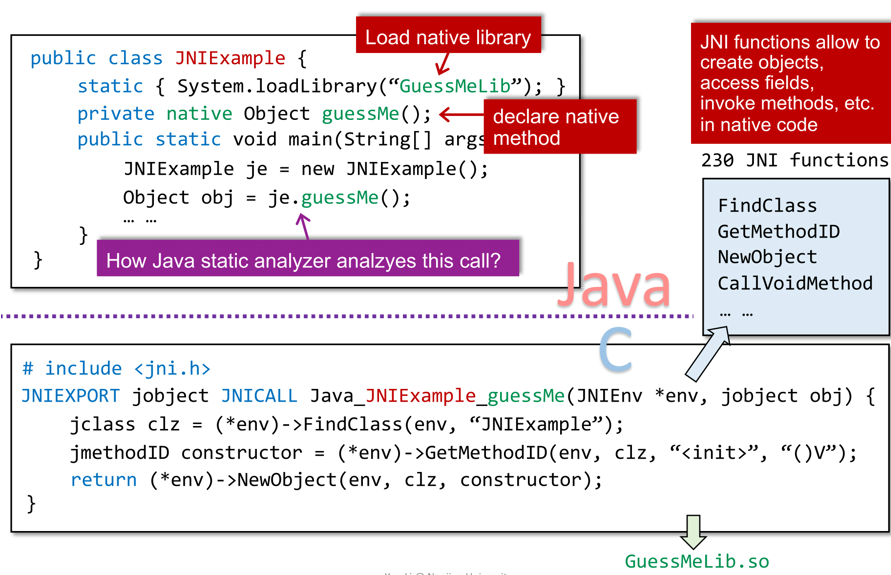 Load native library
public class JNIExample {
static { System.loadLibrary(“GuessMeLib”); }
private native Object guessMe();
declare native
method
public static void main(String[] args
JNIExample je = new JNIExample();
Object obj = je.guessMe();
… …
}
}
How Java static analyzer analzyes this call?
JNI functions allow to
create objects,
access fields,
invoke methods, etc.
in native code
230 JNI functions
FindClass
GetMethodID
NewObject
CallVoidMethod
… …
Java
C
# include <jni.h>
JNIEXPORT jobject JNICALL Java_JNIExample_guessMe(JNIEnv *env, jobject obj) {
jclass clz = (*env)->FindClass(env, “JNIExample”);
jmethodID constructor = (*env)->GetMethodID(env, clz, “<init>”, “()V”);
return (*env)->NewObject(env, clz, constructor);
}
GuessMeLib.so